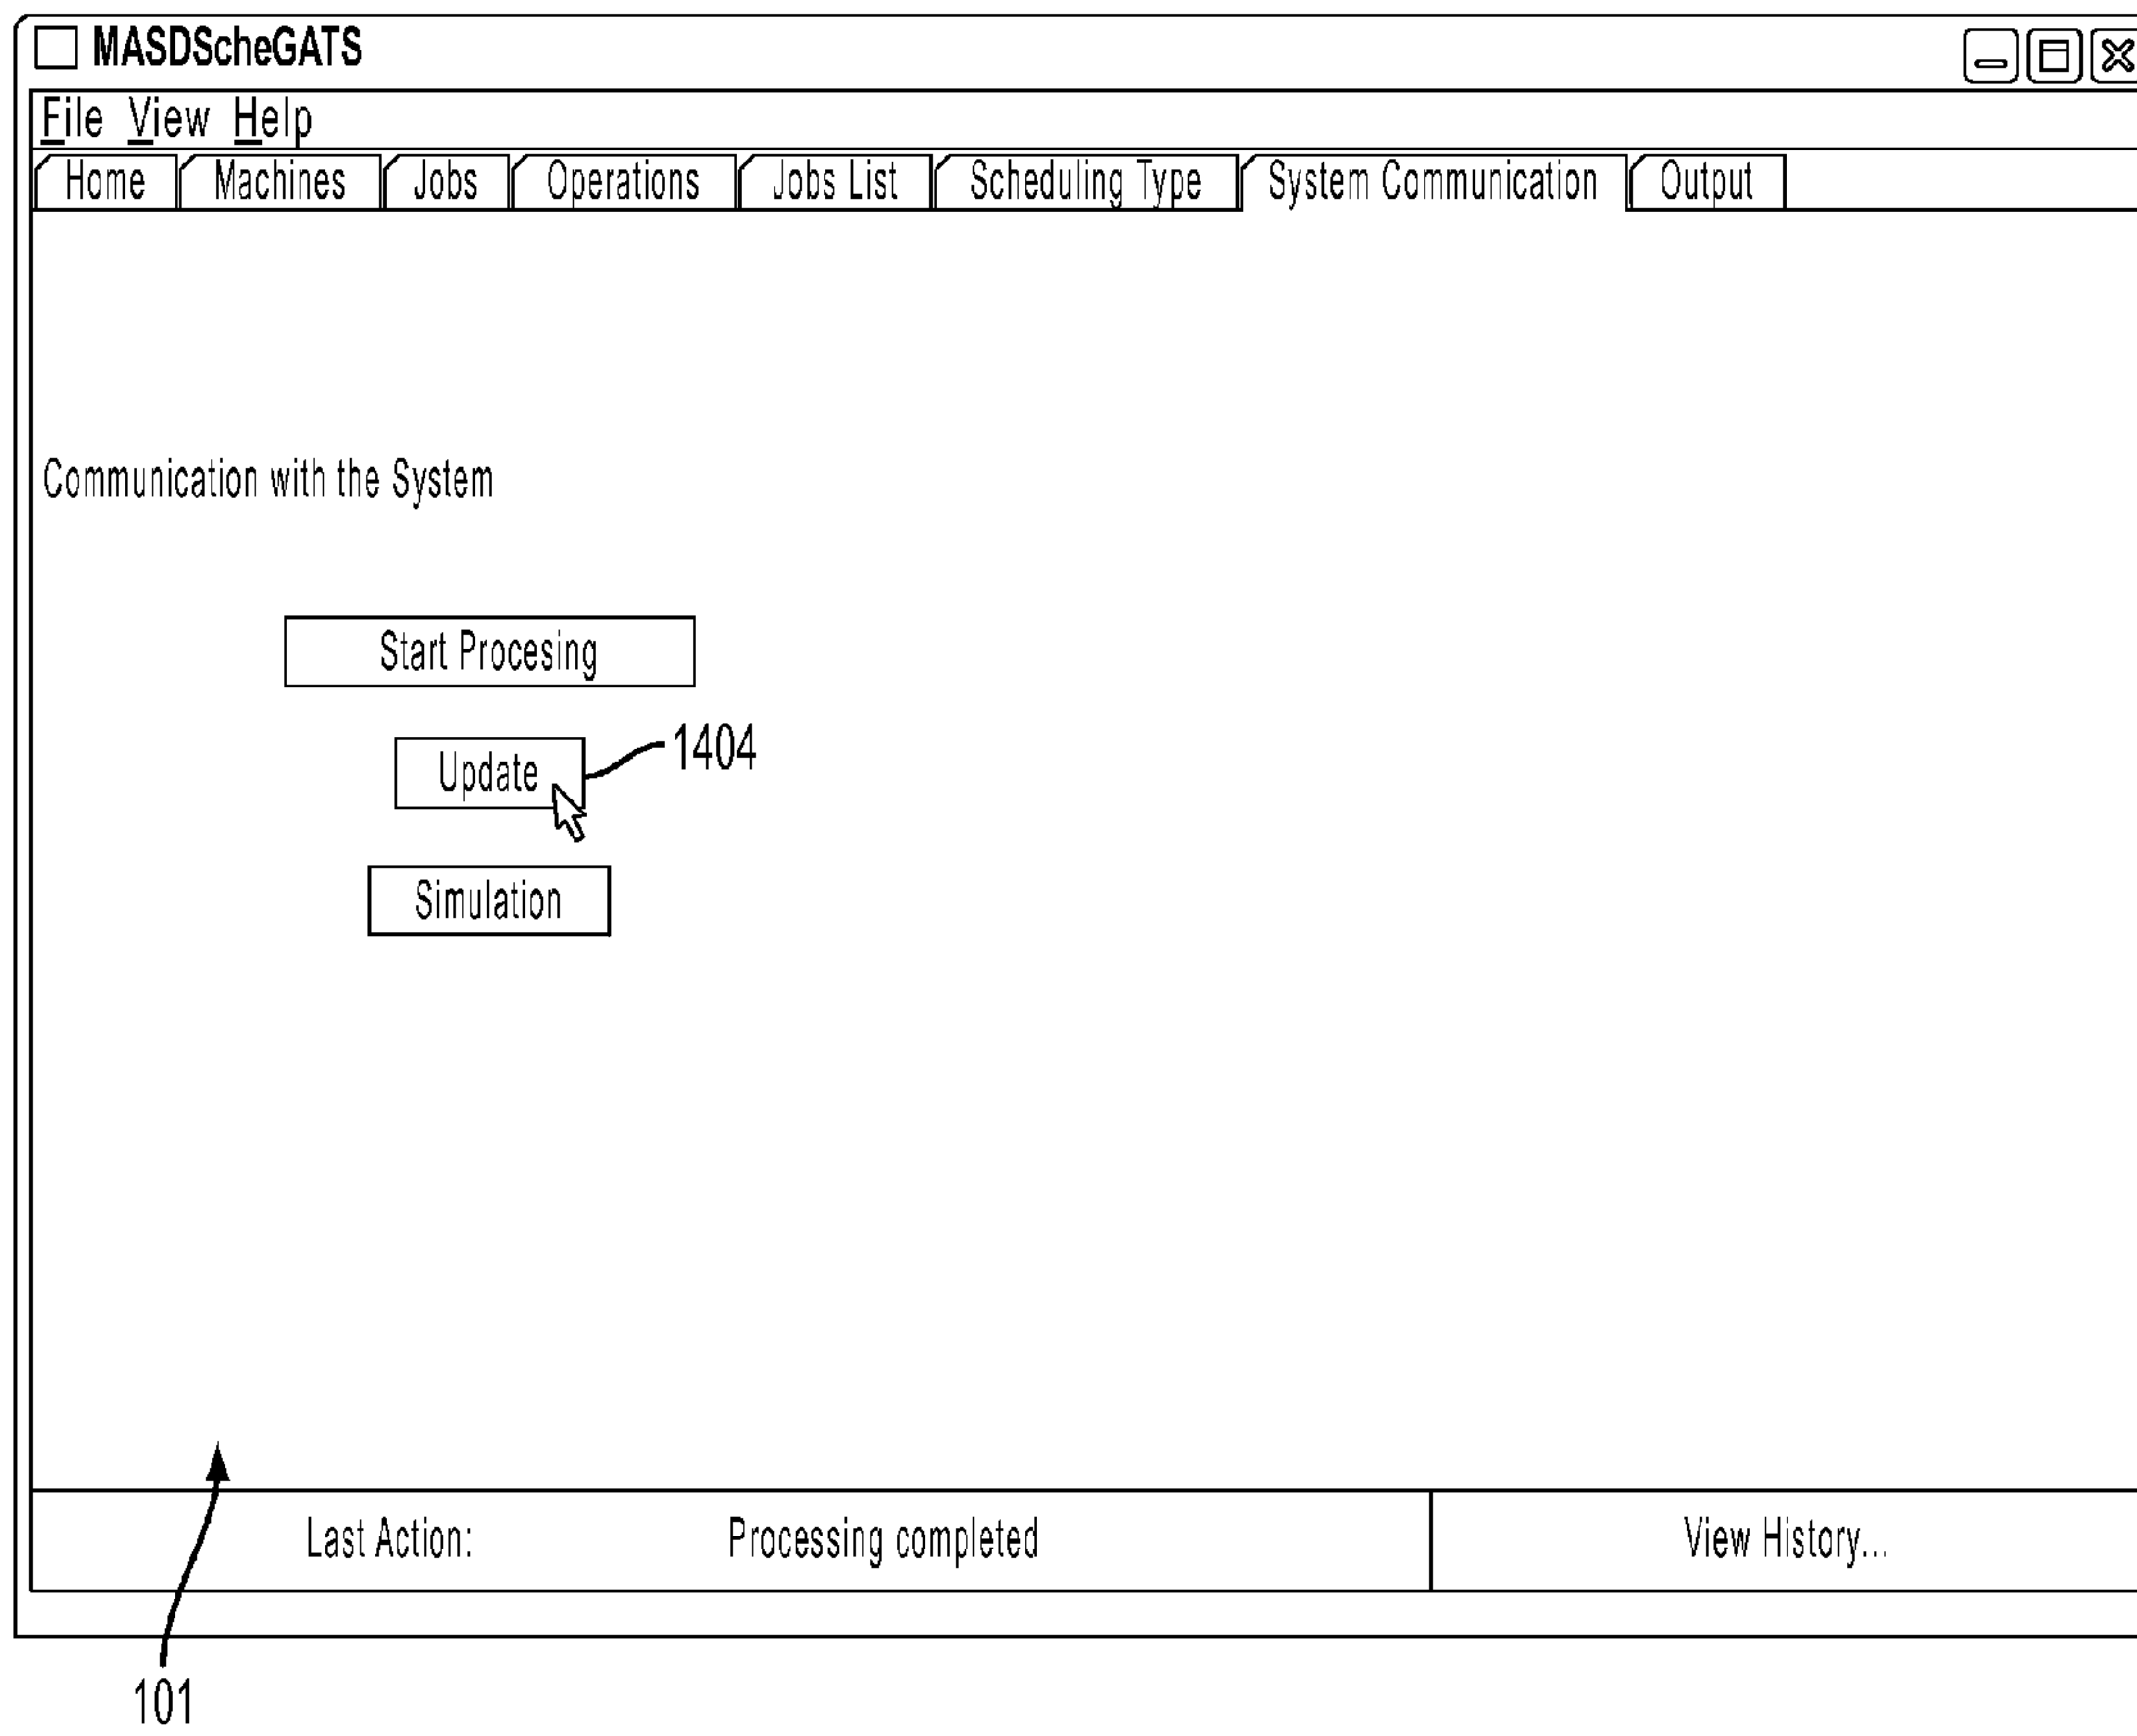 MASDScheGATS
File View Help
Home Machines Jobs Operations Jobs List Scheduling Type System Communication Output
Communication with the System
Start Procesing
Update
1404
Simulation
Last Action: Processing completed View History...
101